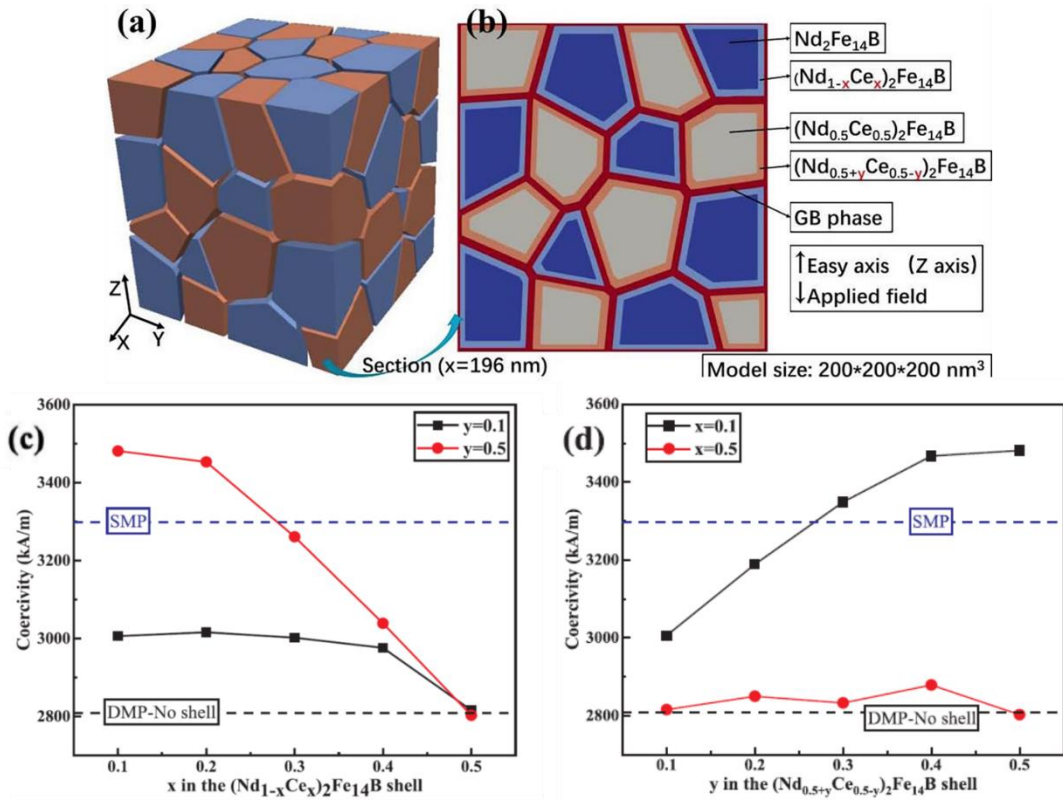 (a)
(b)
Nd2Fe14B
(Nd1-xCex)2Fe14B
(Nd0.5Ce0.5)2Fe14B
(Nd0.5+yCe0.5-y)2Fe14B
GB phase
↑Easy axis (Z axis)
↓Applied field
Z
X
Y
Section (x=196 nm)
Model size: 200*200*200 nm3
(c)
3600
3400
3200
3000
2800
Coercivity (kA/m)
y=0.1
y=0.5
SMP
DMP-No shell
0.1 0.2 0.3 0.4 0.5
x in the (Nd1-xCex)2Fe14B shell
(d)
3600
3400
3200
3000
2800
Coercivity (kA/m)
x=0.1
x=0.5
SMP
DMP-No shell
0.1 0.2 0.3 0.4 0.5
y in the (Nd0.5+yCe0.5-y)2Fe14B shell